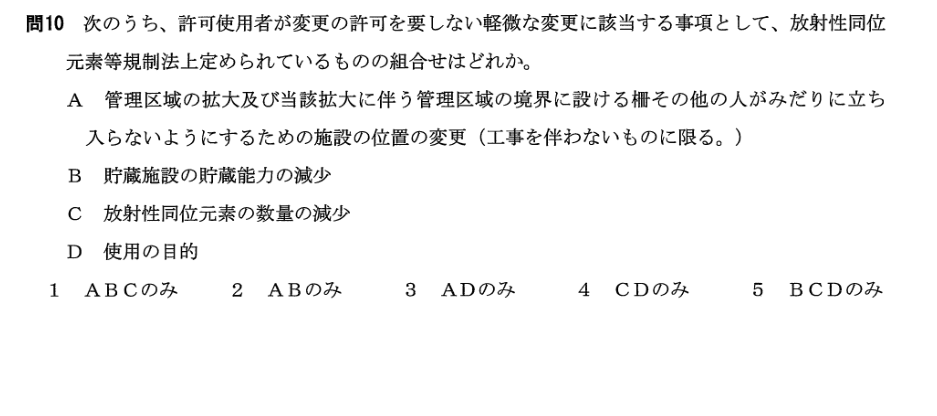 問10　次のうち、許可使用者が変更の許可を要しない軽微な変更に該当する事項として、放射性同位
元素等規制法上定められているものの組合せはどれか。
A　管理区域の拡大及び当該拡大に伴う管理区域の境界に設ける柵その他の人がみだりに立ち
入らないようにするための施設の位置の変更（工事を伴わないものに限る。）
B　貯蔵施設の貯蔵能力の減少
C　放射性同位元素の数量の減少
D　使用の目的
1　ABCのみ　　2　ABのみ　　3　ADのみ　　4　CDのみ　　5　BCDのみ